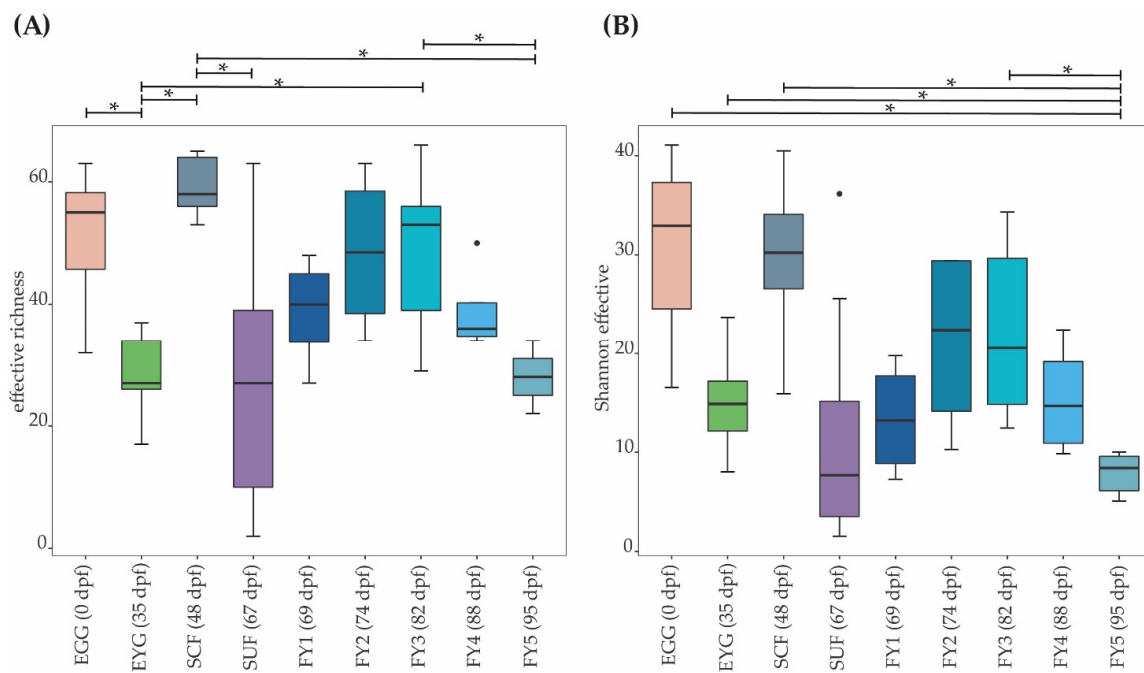 (A)
*
*
*
*
*
*
effective richness
60
40
20
0
EGG (0 dpf)
EYG (35 dpf)
SCF (48 dpf)
SUF (67 dpf)
FY1 (69 dpf)
FY2 (74 dpf)
FY3 (82 dpf)
FY4 (88 dpf)
FY5 (95 dpf)
(B)
*
*
*
*
Shannon effective
40
30
20
10
0
EGG (0 dpf)
EYG (35 dpf)
SCF (48 dpf)
SUF (67 dpf)
FY1 (69 dpf)
FY2 (74 dpf)
FY3 (82 dpf)
FY4 (88 dpf)
FY5 (95 dpf)